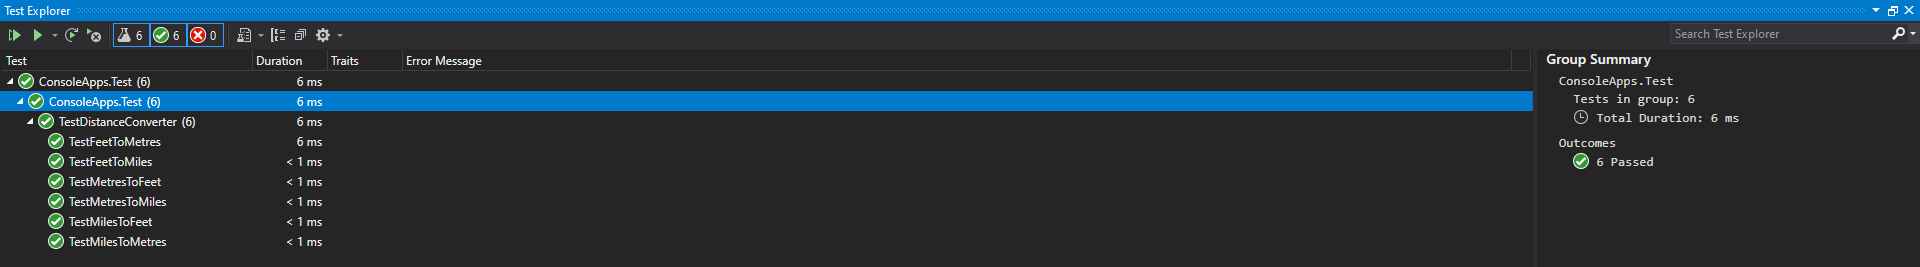 Test Explorer
6 6 0
Search Test Explorer
Test Duration Traits Error Message
ConsoleApps.Test (6) 6 ms
ConsoleApps.Test (6) 6 ms
TestDistanceConverter (6) 6 ms
TestFeetToMetres 6 ms
TestFeetToMiles < 1 ms
TestMetresToFeet < 1 ms
TestMetresToMiles < 1 ms
TestMilesToFeet < 1 ms
TestMilesToMetres < 1 ms
Group Summary
ConsoleApps.Test
Tests in group: 6
Total Duration: 6 ms
Outcomes
6 Passed